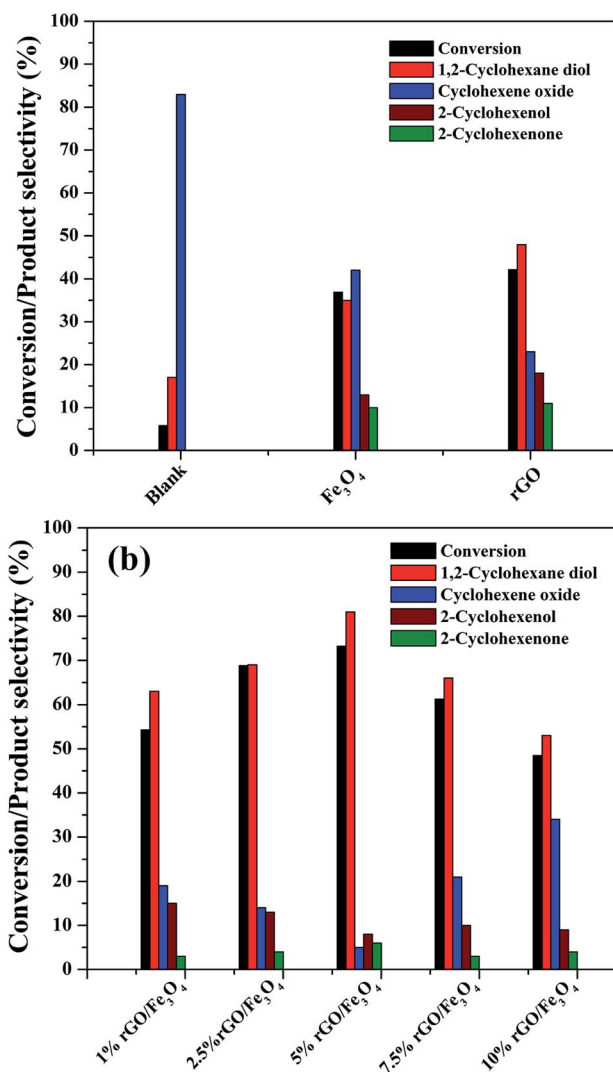 Conversion/Product selectivity (%)
100
90
80
70
60
50
40
30
20
10
0
Conversion
1,2-Cyclohexane diol
Cyclohexene oxide
2-Cyclohexenol
2-Cyclohexenone
Blank
Fe₃O₄
rGO
(b)
Conversion/Product selectivity (%)
100
90
80
70
60
50
40
30
20
10
0
Conversion
1,2-Cyclohexane diol
Cyclohexene oxide
2-Cyclohexenol
2-Cyclohexenone
1% rGO/Fe₃O₄
2.5%rGO/Fe₃O₄
5% rGO/Fe₃O₄
7.5% rGO/Fe₃O₄
10% rGO/Fe₃O₄